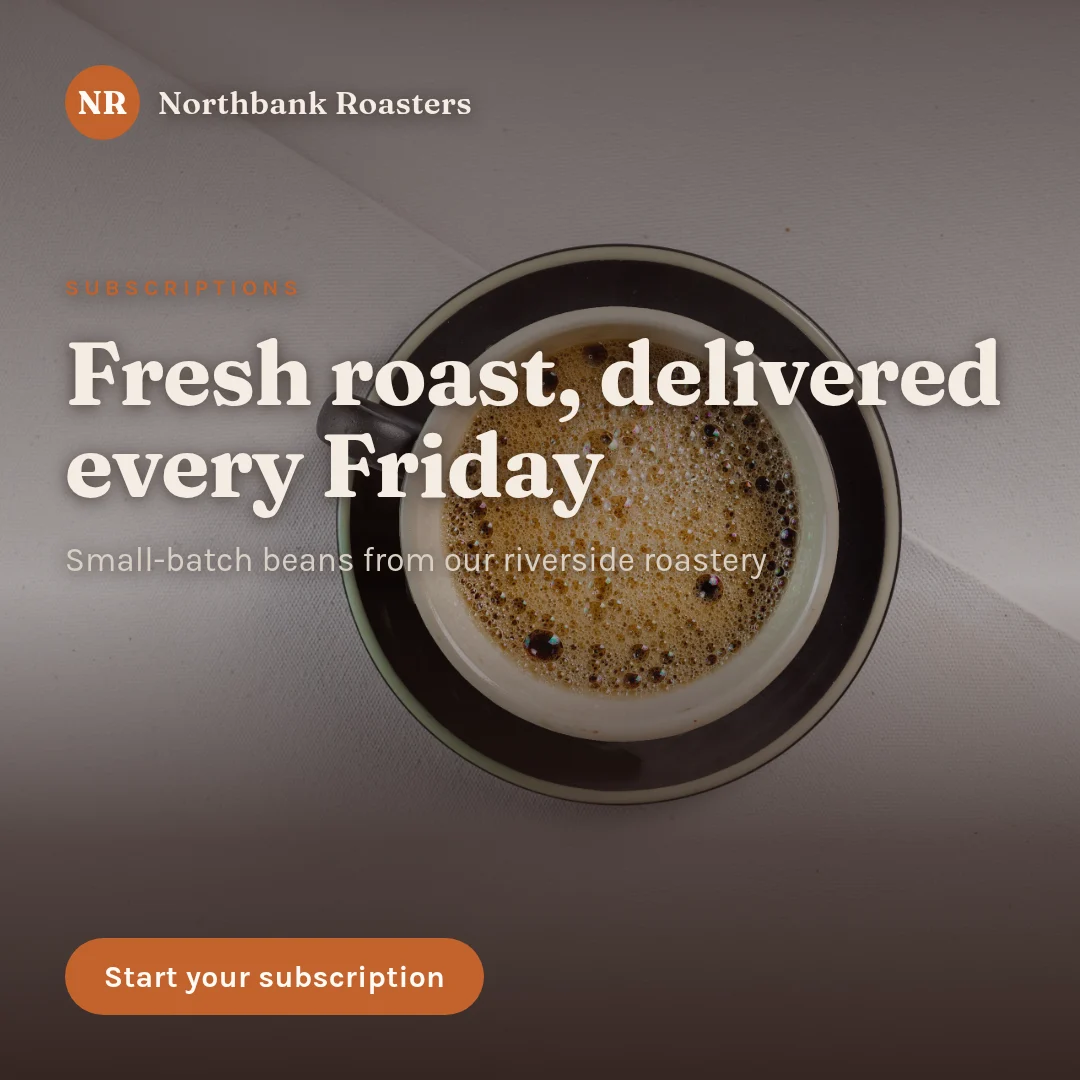 NR
Northbank Roasters
SUBSCRIPTIONS
Fresh roast, delivered
every Friday
Small-batch beans from our riverside roastery
Start your subscription